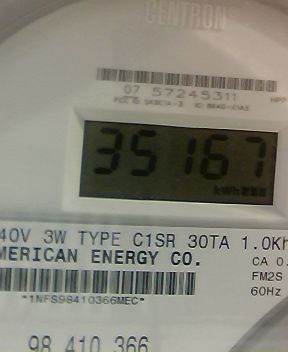 CENTRON
07 57245311
35167
kWh
40V 3W TYPE C1SR 30TA 1.0Kh
MERICAN ENERGY CO.
CA 0.
FM2S
*1NFS98410366MEC*
60Hz
98 410 366